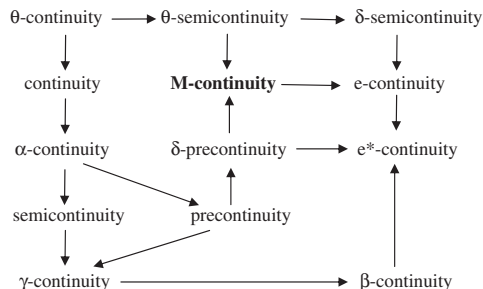 θ-continuity θ-semicontinuity δ-semicontinuity
continuity M-continuity e-continuity
α-continuity δ-precontinuity e*-continuity
semicontinuity precontinuity
γ-continuity β-continuity